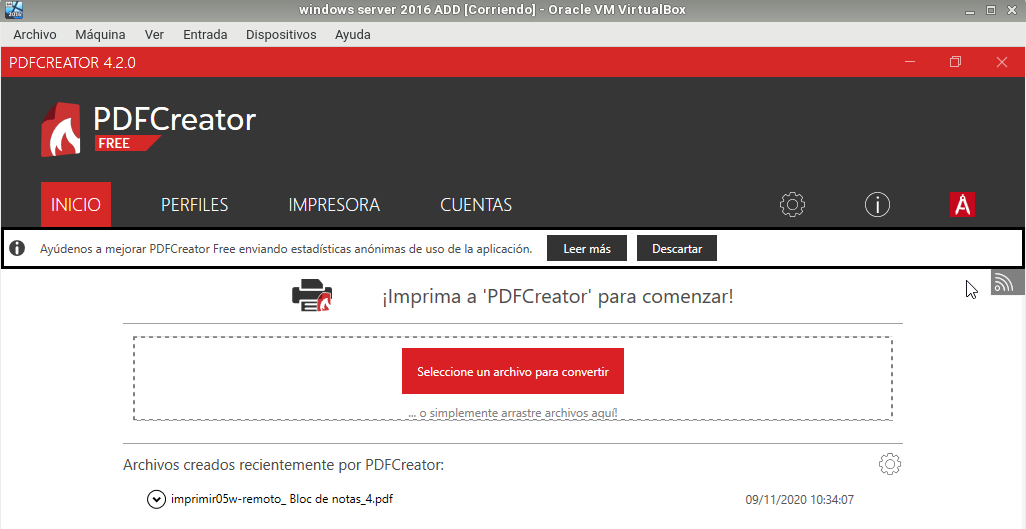 windows server 2016 ADD [Corriendo] - Oracle VM VirtualBox
Archivo Máquina Ver Entrada Dispositivos Ayuda
PDFCREATOR 4.2.0
PDFCreator
FREE
INICIO PERFILES IMPRESORA CUENTAS
Ayúdenos a mejorar PDFCreator Free enviando estadísticas anónimas de uso de la aplicación. Leer más Descartar
¡Imprima a 'PDFCreator' para comenzar!
Seleccione un archivo para convertir
... o simplemente arrastre archivos aquí!
Archivos creados recientemente por PDFCreator:
imprimir05w-remoto_ Bloc de notas_4.pdf 09/11/2020 10:34:07